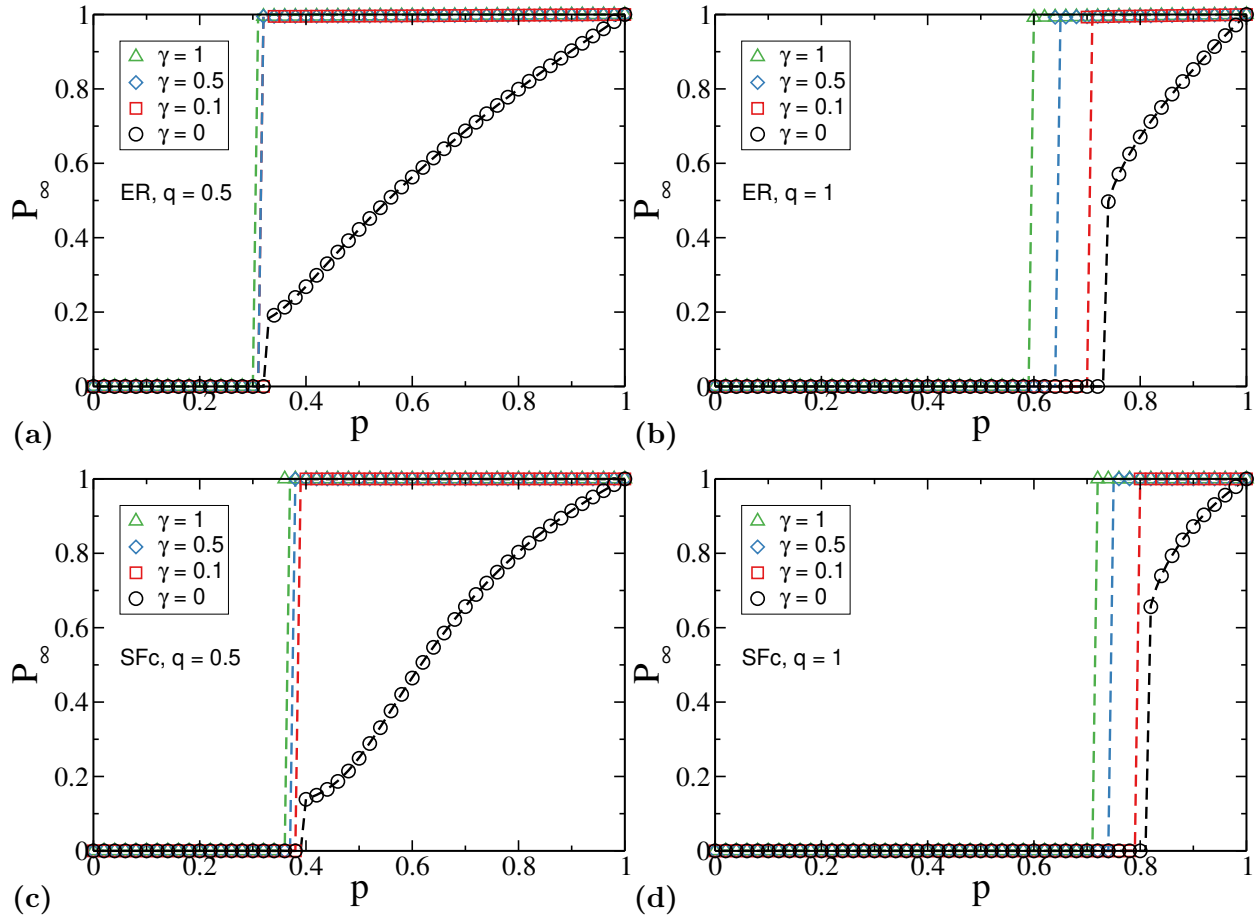 1
0.8
0.6
0.4
0.2
0
P∞
γ = 1
γ = 0.5
γ = 0.1
γ = 0
ER, q = 0.5
0 0.2 0.4 0.6 0.8 1
(a) p
1
0.8
0.6
0.4
0.2
0
P∞
γ = 1
γ = 0.5
γ = 0.1
γ = 0
ER, q = 1
0 0.2 0.4 0.6 0.8 1
(b) p
1
0.8
0.6
0.4
0.2
0
P∞
γ = 1
γ = 0.5
γ = 0.1
γ = 0
SFc, q = 0.5
0 0.2 0.4 0.6 0.8 1
(c) p
1
0.8
0.6
0.4
0.2
0
P∞
γ = 1
γ = 0.5
γ = 0.1
γ = 0
SFc, q = 1
0 0.2 0.4 0.6 0.8 1
(d) p